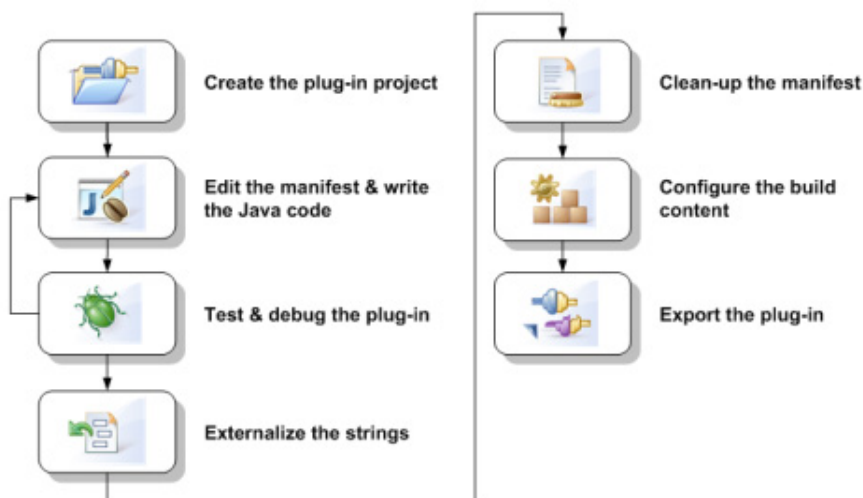 Create the plug-in project
Edit the manifest & write
the Java code
Test & debug the plug-in
Externalize the strings
Clean-up the manifest
Configure the build
content
Export the plug-in